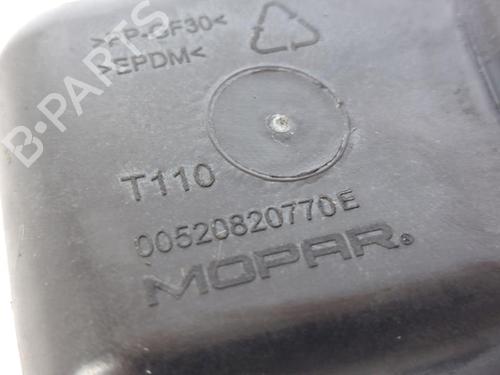 >PP-GF30<
>EPDM<
T110
00520820770E
MOPAR®
B-PARTS